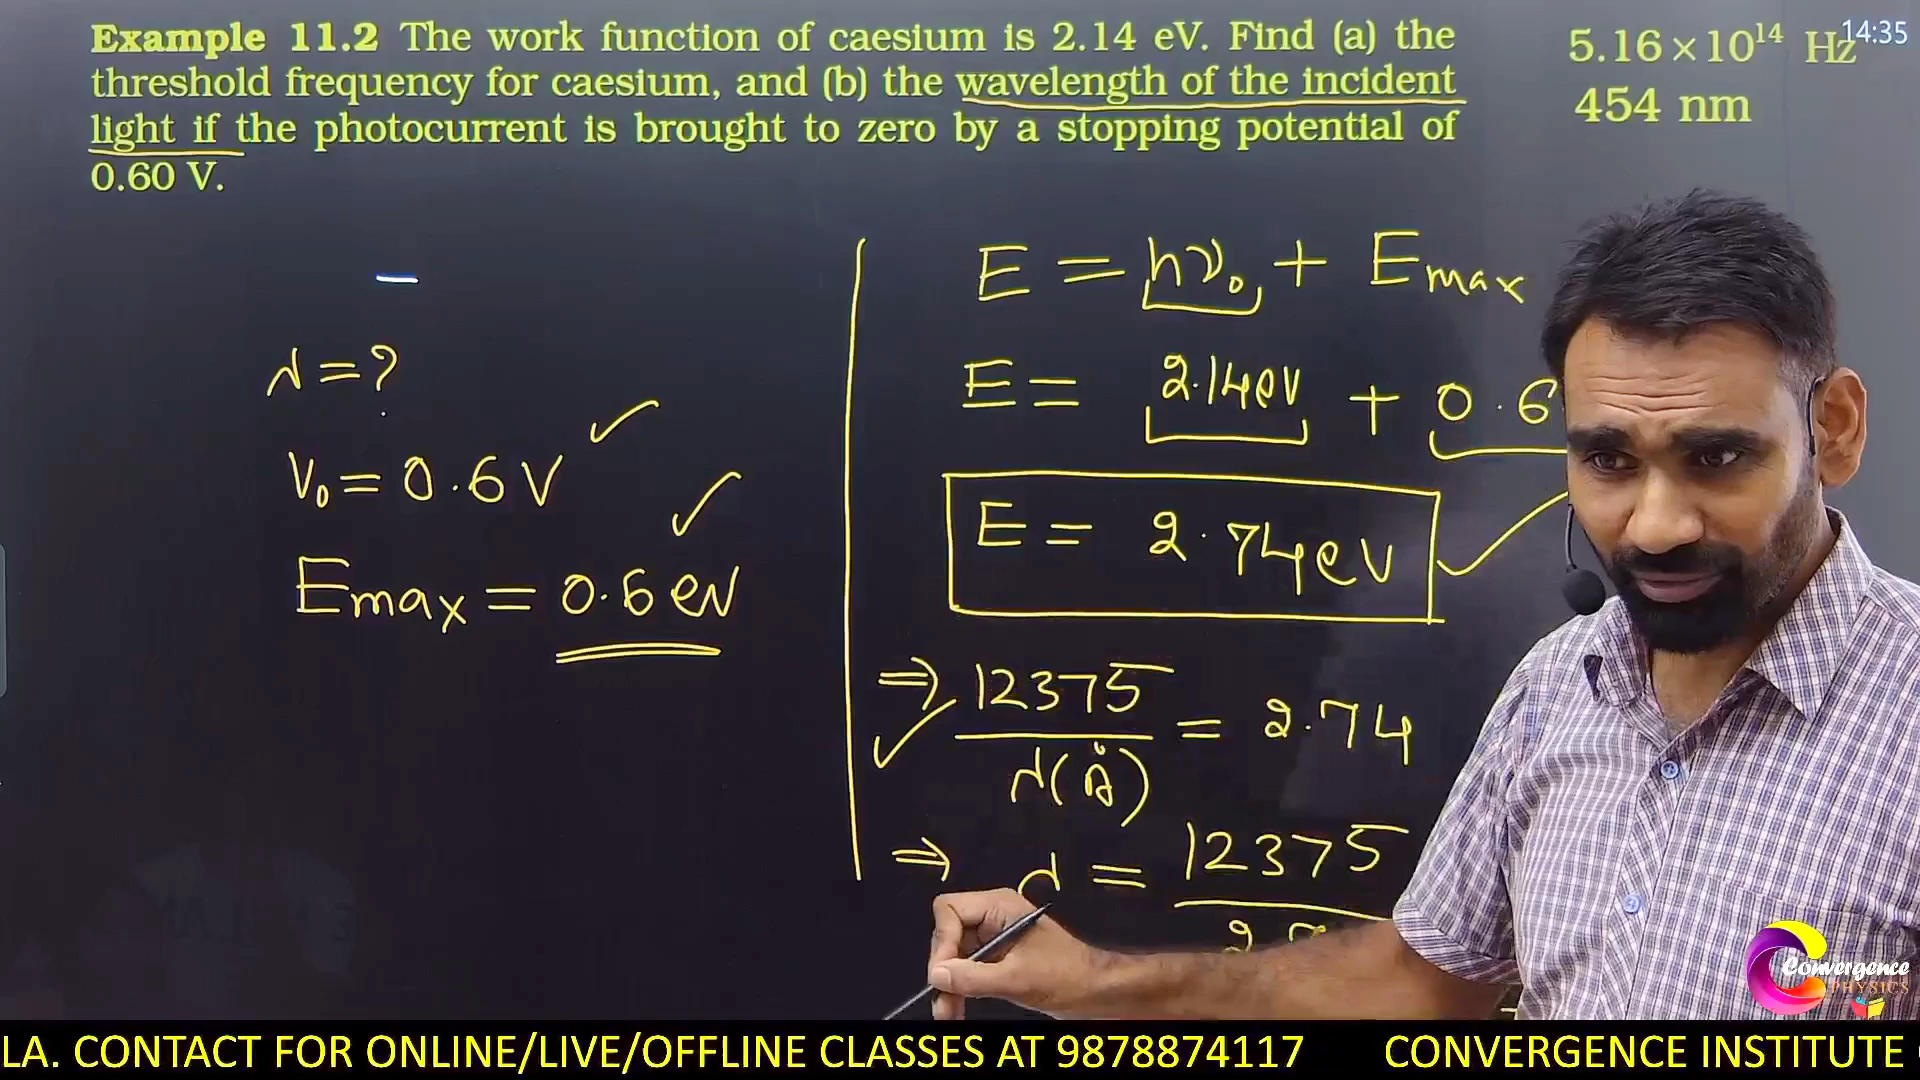 Example 11.2 The work function of caesium is 2.14 eV. Find (a) the
threshold frequency for caesium, and (b) the wavelength of the incident
light if the photocurrent is brought to zero by a stopping potential of
0.60 V.
5.16×10¹⁴ Hz
454 nm
14:35
λ = ?
V₀ = 0.6 V
Emax = 0.6 eV
E = hν₀ + Emax
E = 2.14eV + 0.6
E = 2.74eV
⇒ 12375
λ(Å)
= 2.74
⇒ λ = 12375
Convergence
PHYSICS
LA. CONTACT FOR ONLINE/LIVE/OFFLINE CLASSES AT 9878874117 CONVERGENCE INSTITUTE